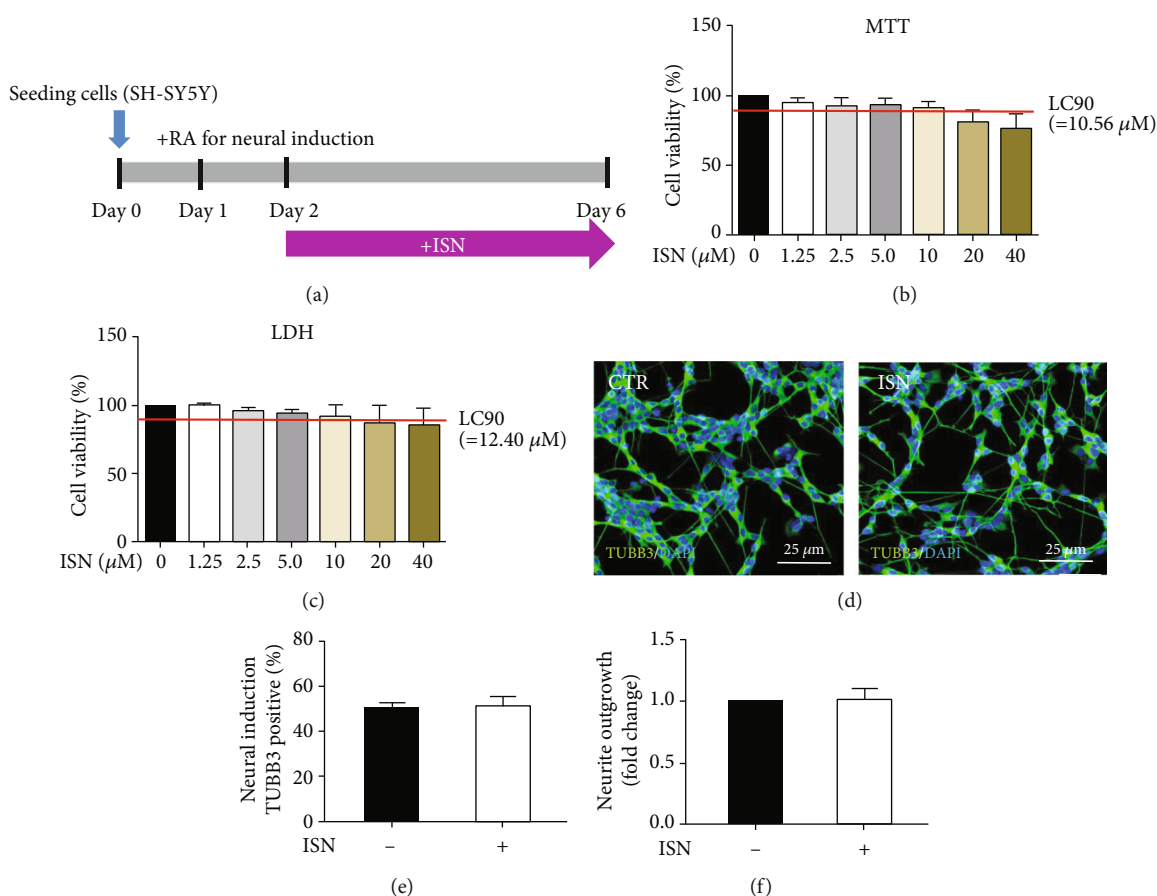 Seeding cells (SH-SY5Y)
+RA for neural induction
Day 0 Day 1 Day 2 Day 6
+ISN
(a)
MTT
150
100
50
0
Cell viability (%)
LC90
(=10.56 μM)
ISN (μM) 0 1.25 2.5 5.0 10 20 40
(b)
LDH
150
100
50
0
Cell viability (%)
LC90
(=12.40 μM)
ISN (μM) 0 1.25 2.5 5.0 10 20 40
(c)
CTR
TUBB3/DAPI
25 μm
ISN
TUBB3/DAPI
25 μm
(d)
Neural induction
TUBB3 positive (%)
80
60
40
20
0
ISN – +
(e)
Neurite outgrowth
(fold change)
1.5
1.0
0.5
0.0
ISN – +
(f)